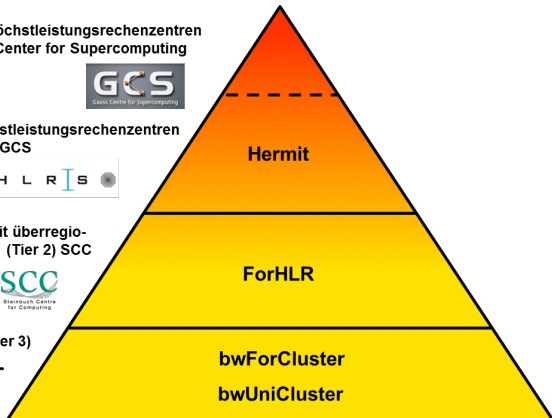 öchstleistungsrechenzentren
Center for Supercomputing
GCS
Gauss Centre for Supercomputing
stleistungsrechenzentren
GCS
H L R I S
Hermit
it überregio-
(Tier 2) SCC
SCC
Steinbuch Centre
for Computing
ForHLR
er 3)
bwForCluster
bwUniCluster